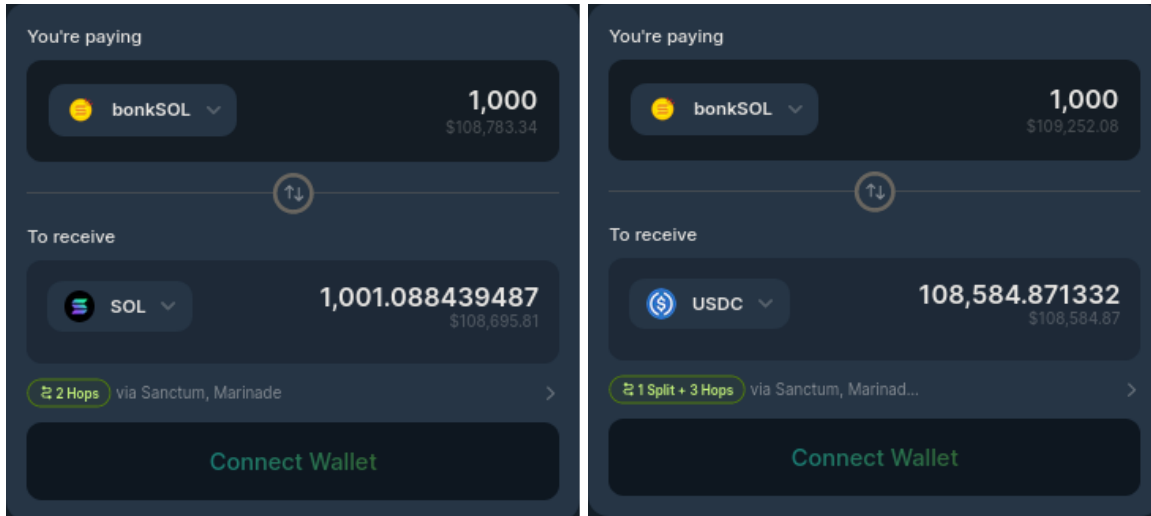 You're paying
bonkSOL
1,000
$108,783.34
To receive
SOL
1,001.088439487
$108,695.81
2 Hops
via Sanctum, Marinade
Connect Wallet
You're paying
bonkSOL
1,000
$109,252.08
To receive
USDC
108,584.871332
$108,584.87
1 Split + 3 Hops
via Sanctum, Marinad...
Connect Wallet